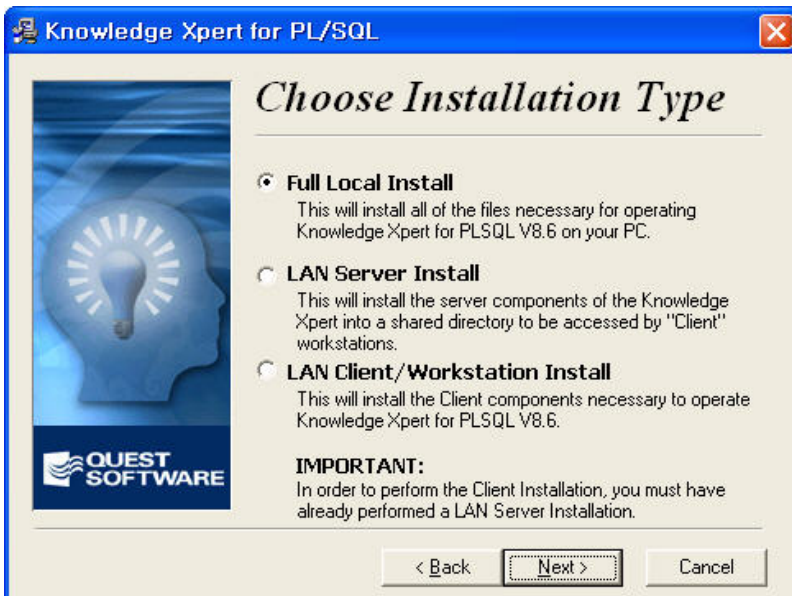 Knowledge Xpert for PL/SQL
Choose Installation Type
Full Local Install
This will install all of the files necessary for operating
Knowledge Xpert for PLSQL V8.6 on your PC.
LAN Server Install
This will install the server components of the Knowledge
Xpert into a shared directory to be accessed by "Client"
workstations.
LAN Client/Workstation Install
This will install the Client components necessary to operate
Knowledge Xpert for PLSQL V8.6.
IMPORTANT:
In order to perform the Client Installation, you must have
already performed a LAN Server Installation.
QUEST
SOFTWARE
< Back
Next >
Cancel